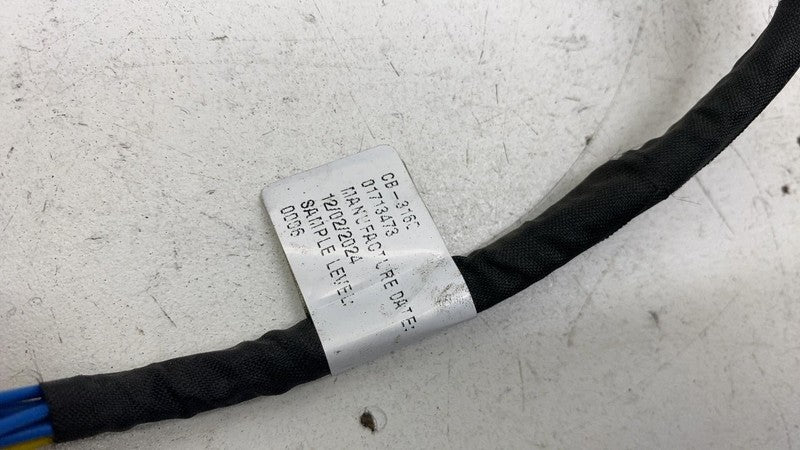 CB-316C
01713473
MANUFACTURE DATE:
12/02/2024
SAMPLE LEVEL:
0006